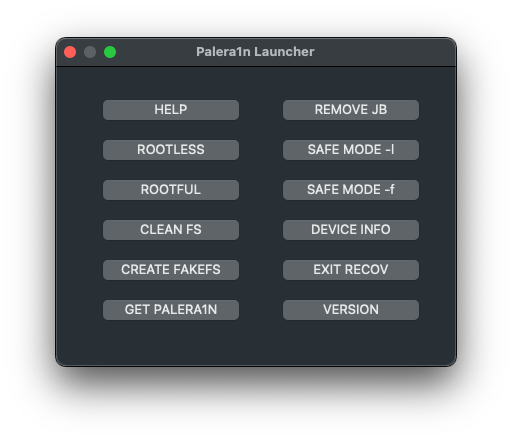 Palera1n Launcher
HELP
REMOVE JB
ROOTLESS
SAFE MODE -l
ROOTFUL
SAFE MODE -f
CLEAN FS
DEVICE INFO
CREATE FAKEFS
EXIT RECOV
GET PALERA1N
VERSION